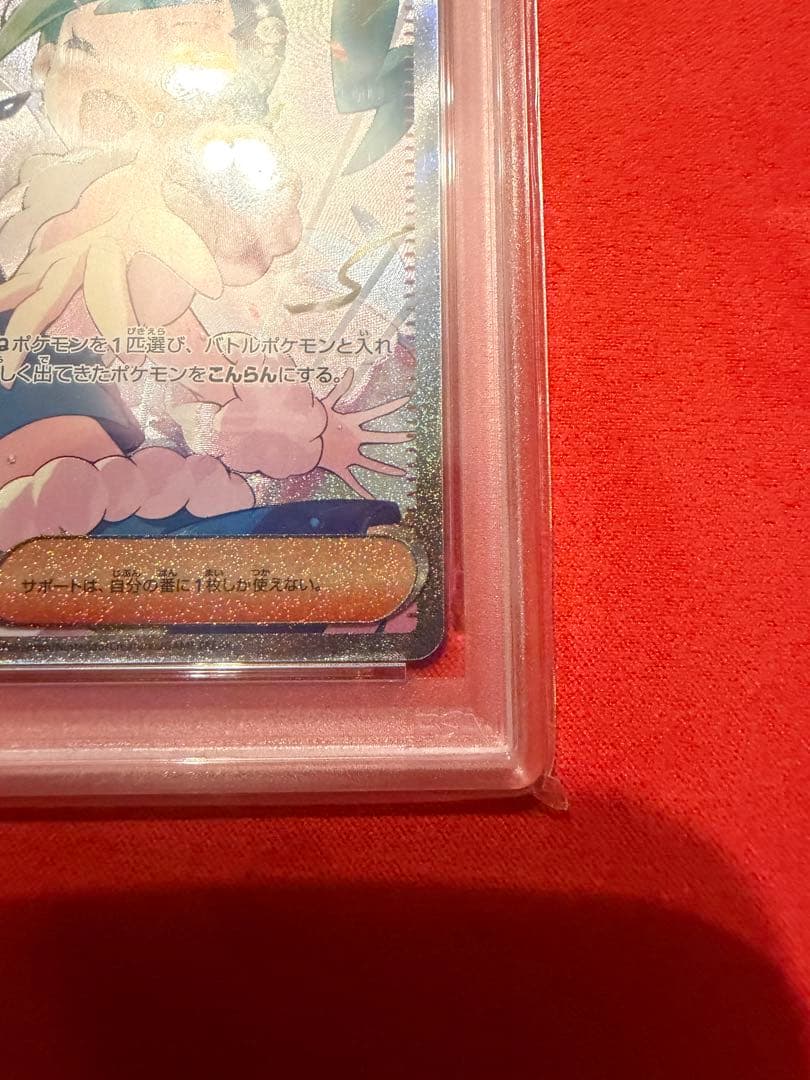 ポケモンを1匹選び、バトルポケモンと入れ
しく出てきたポケモンをこんらんにする。）
サポートは、自分の番に1枚しか使えない。